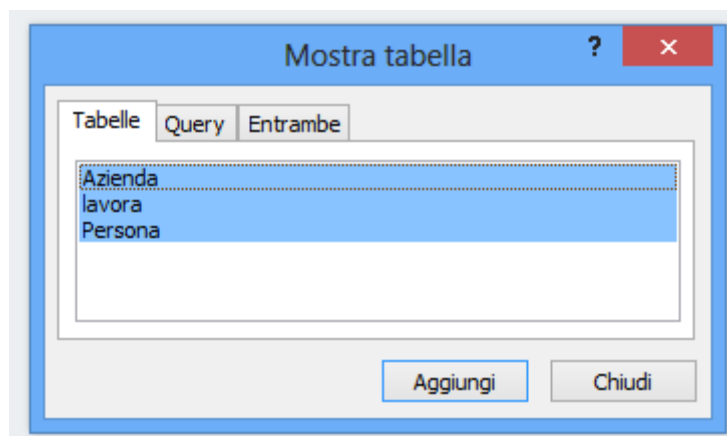 Mostra tabella ?
Tabelle Query Entrambe
Azienda
lavora
Persona
Aggiungi Chiudi